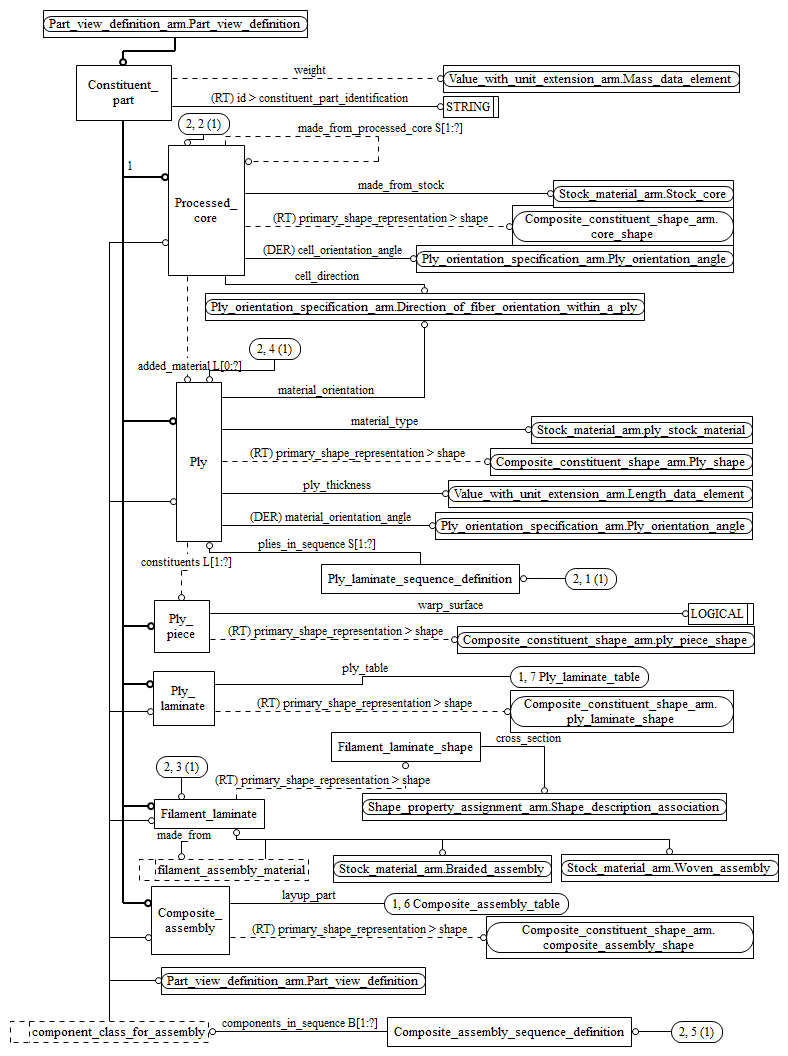 Part_view_definition_arm.Part_view_definition
Constituent_
part
weight
Value_with_unit_extension_arm.Mass_data_element
(RT) id > constituent_part_identification
STRING
2, 2 (1)
made_from_processed_core S[1:?]
1
Processed_
core
made_from_stock
Stock_material_arm.Stock_core
(RT) primary_shape_representation > shape
Composite_constituent_shape_arm.
core_shape
(DER) cell_orientation_angle
Ply_orientation_specification_arm.Ply_orientation_angle
cell_direction
Ply_orientation_specification_arm.Direction_of_fiber_orientation_within_a_ply
2, 4 (1)
added_material L[0:?]
material_orientation
material_type
Stock_material_arm.ply_stock_material
(RT) primary_shape_representation > shape
Composite_constituent_shape_arm.Ply_shape
Ply
ply_thickness
Value_with_unit_extension_arm.Length_data_element
(DER) material_orientation_angle
Ply_orientation_specification_arm.Ply_orientation_angle
plies_in_sequence S[1:?]
constituents L[1:?]
Ply_laminate_sequence_definition
2, 1 (1)
Ply_
piece
warp_surface
LOGICAL
(RT) primary_shape_representation > shape
Composite_constituent_shape_arm.ply_piece_shape
ply_table
1, 7 Ply_laminate_table
Ply_
laminate
(RT) primary_shape_representation > shape
Composite_constituent_shape_arm.
ply_laminate_shape
Filament_laminate_shape
cross_section
2, 3 (1)
(RT) primary_shape_representation > shape
Shape_property_assignment_arm.Shape_description_association
Filament_laminate
made_from
filament_assembly_material
Stock_material_arm.Braided_assembly
Stock_material_arm.Woven_assembly
layup_part
1, 6 Composite_assembly_table
Composite_
assembly
(RT) primary_shape_representation > shape
Composite_constituent_shape_arm.
composite_assembly_shape
Part_view_definition_arm.Part_view_definition
component_class_for_assembly
components_in_sequence B[1:?]
Composite_assembly_sequence_definition
2, 5 (1)